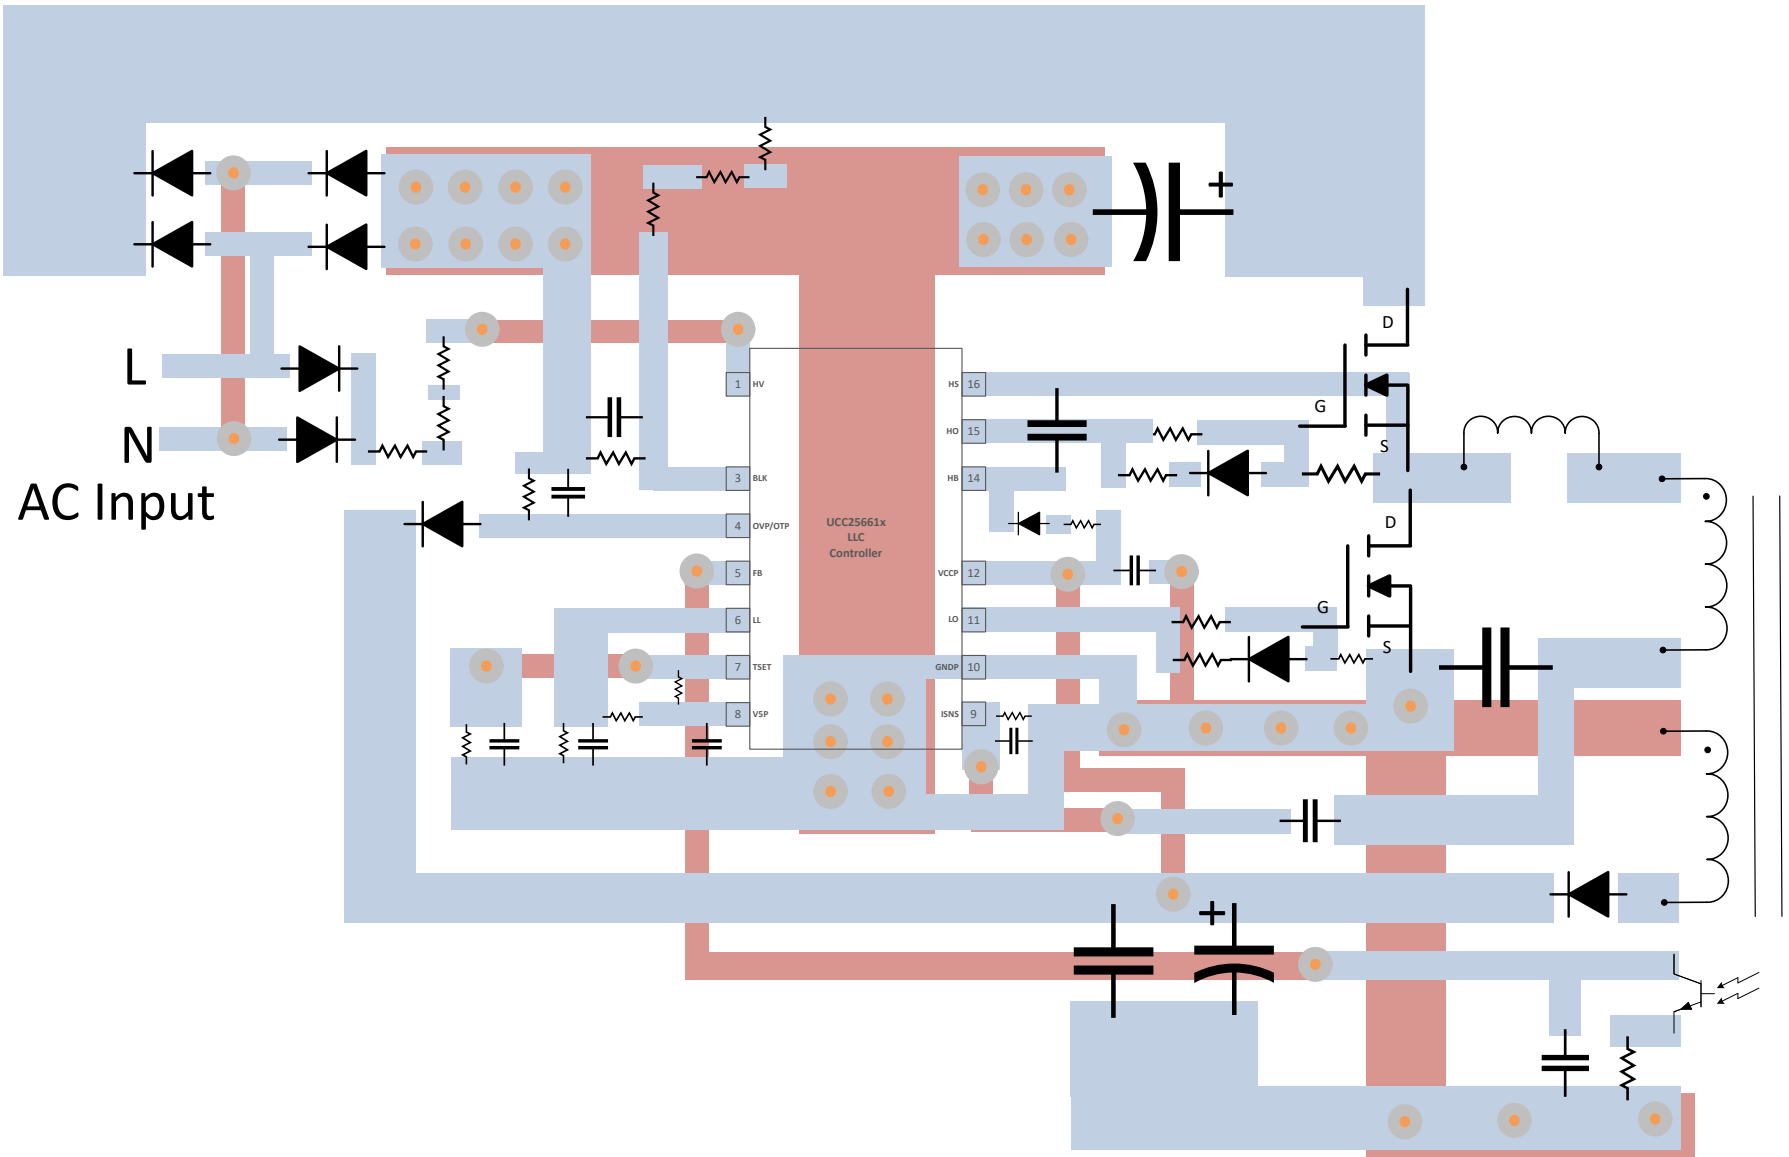 +
D
L
1 HV
HS 16
G
HO 15
N
S
3 BLK
HB 14
AC Input
4 OVP/OTP
UCC25661x
LLC
Controller
D
5 FB
VCCP 12
G
6 LL
LO 11
S
7 TSET
GNDP 10
8 V5P
ISNS 9
+